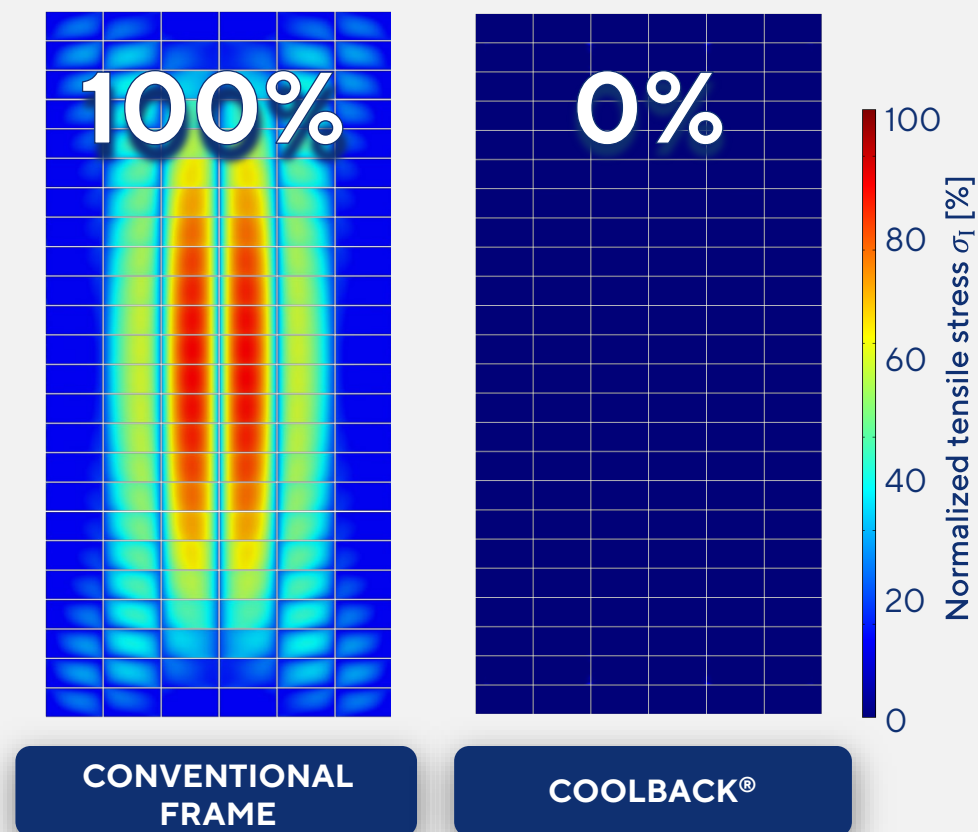 100%
0%
100
80
60
40
20
0
Normalized tensile stress σI [%]
CONVENTIONAL
FRAME
COOLBACK®